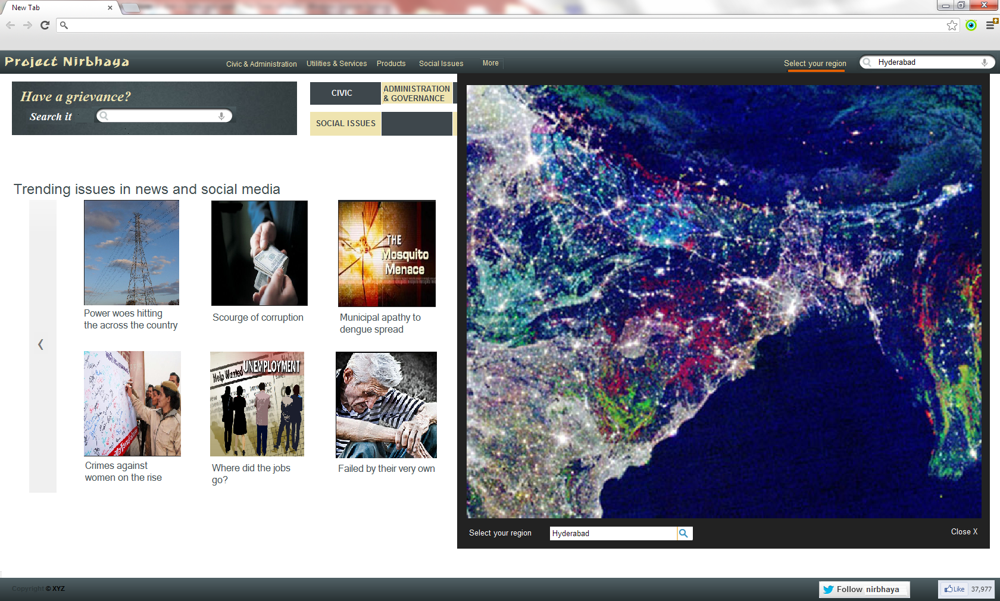 New Tab
Project Nirbhaya
Civic & Administration
Utilities & Services
Products
Social Issues
More
Select your region
Hyderabad
Have a grievance?
Search it
CIVIC
ADMINISTRATION
& GOVERNANCE
SOCIAL ISSUES
Trending issues in news and social media
THE
Mosquito
Menace
Power woes hitting
the across the country
Scourge of corruption
Municipal apathy to
dengue spread
Help Wanted
UNEMPLOYMENT
Crimes against
women on the rise
Where did the jobs
go?
Failed by their very own
Select your region
Hyderabad
Close X
Copyright © XYZ
Follow nirbhaya
Like
37,977